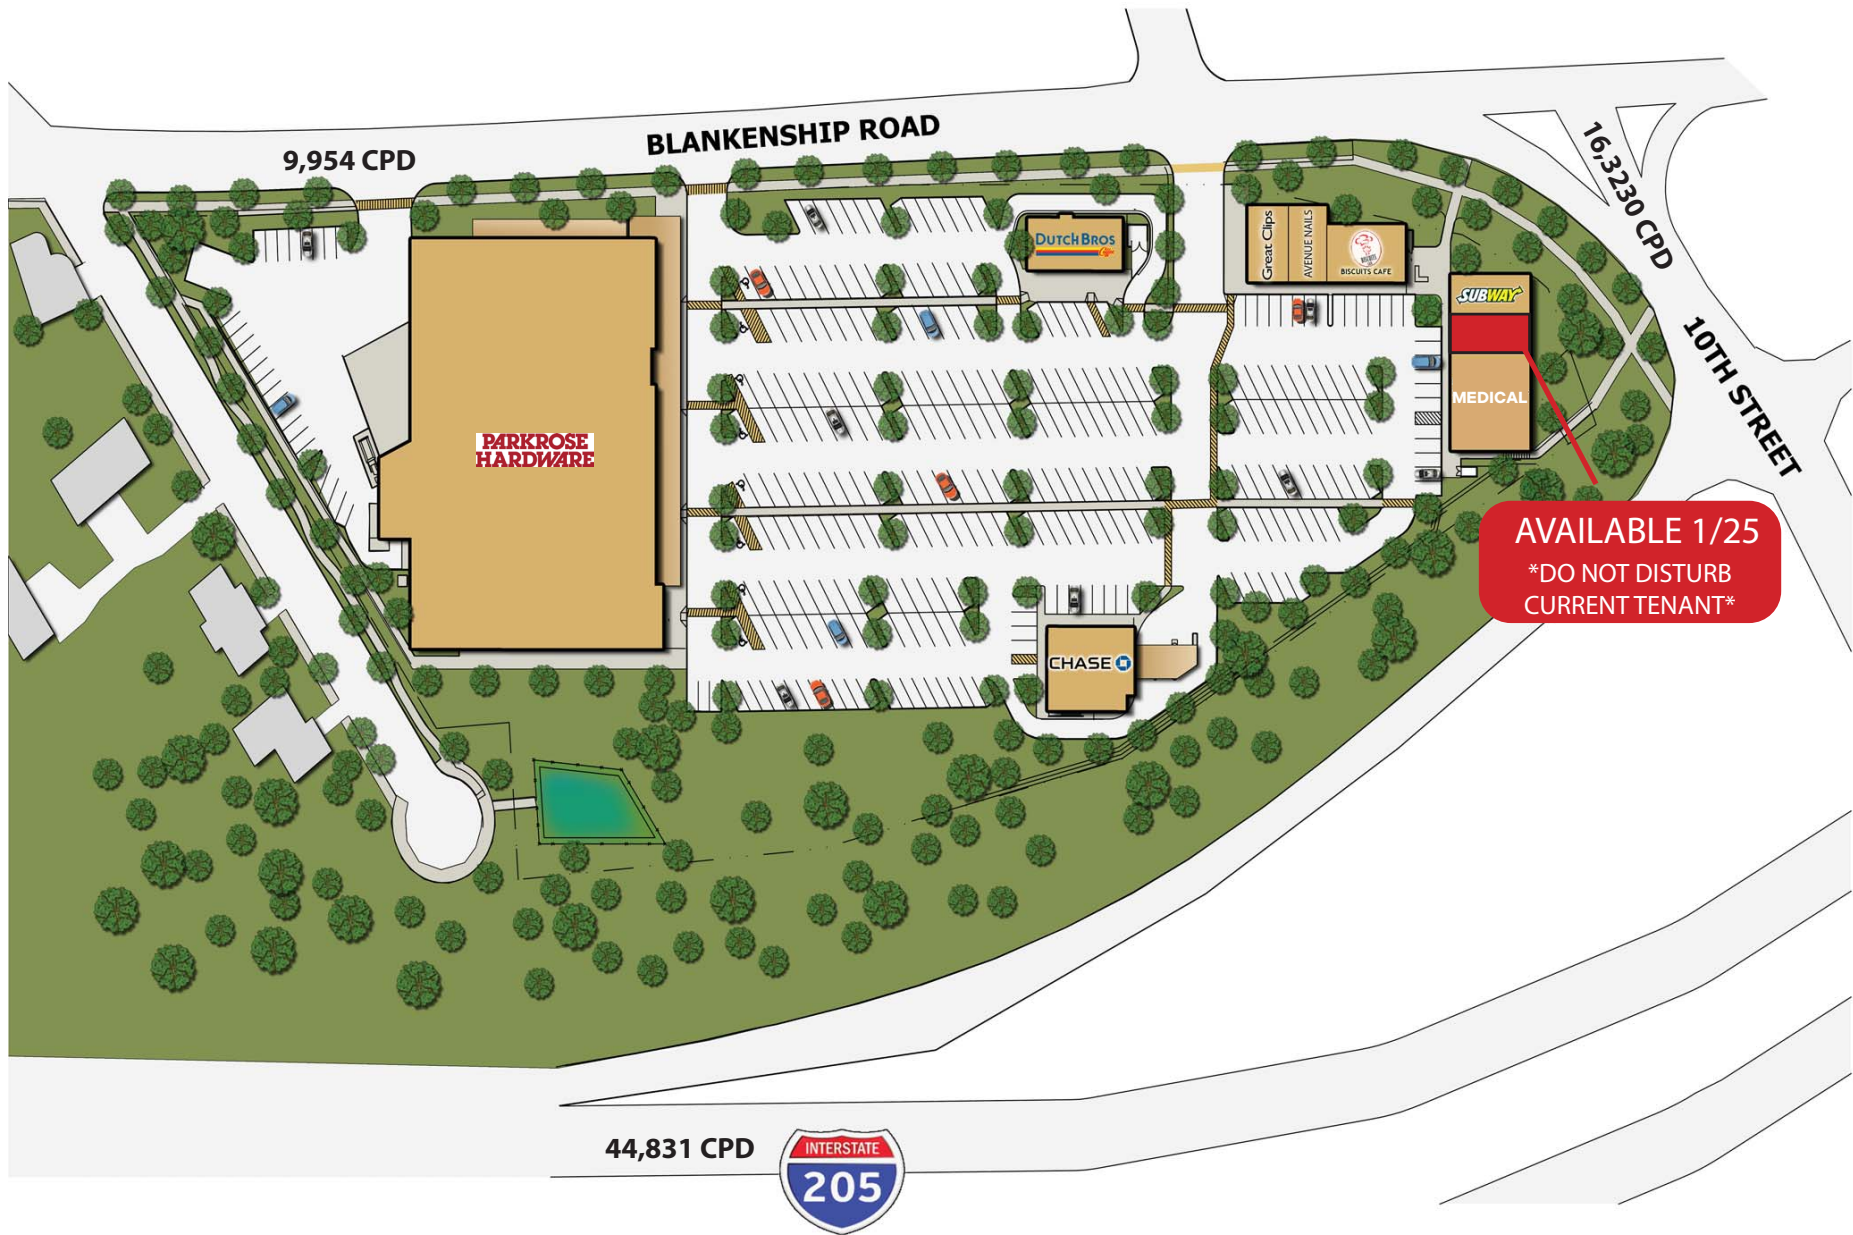 BLANKENSHIP ROAD
9,954 CPD
16,3230 CPD
10TH STREET
DUTCH BROS
Great Clips
AVENUE NAILS
BISCUITS CAFE
SUBWAY
MEDICAL
PARKROSE
HARDWARE
AVAILABLE 1/25
*DO NOT DISTURB
CURRENT TENANT*
CHASE
44,831 CPD
INTERSTATE
205